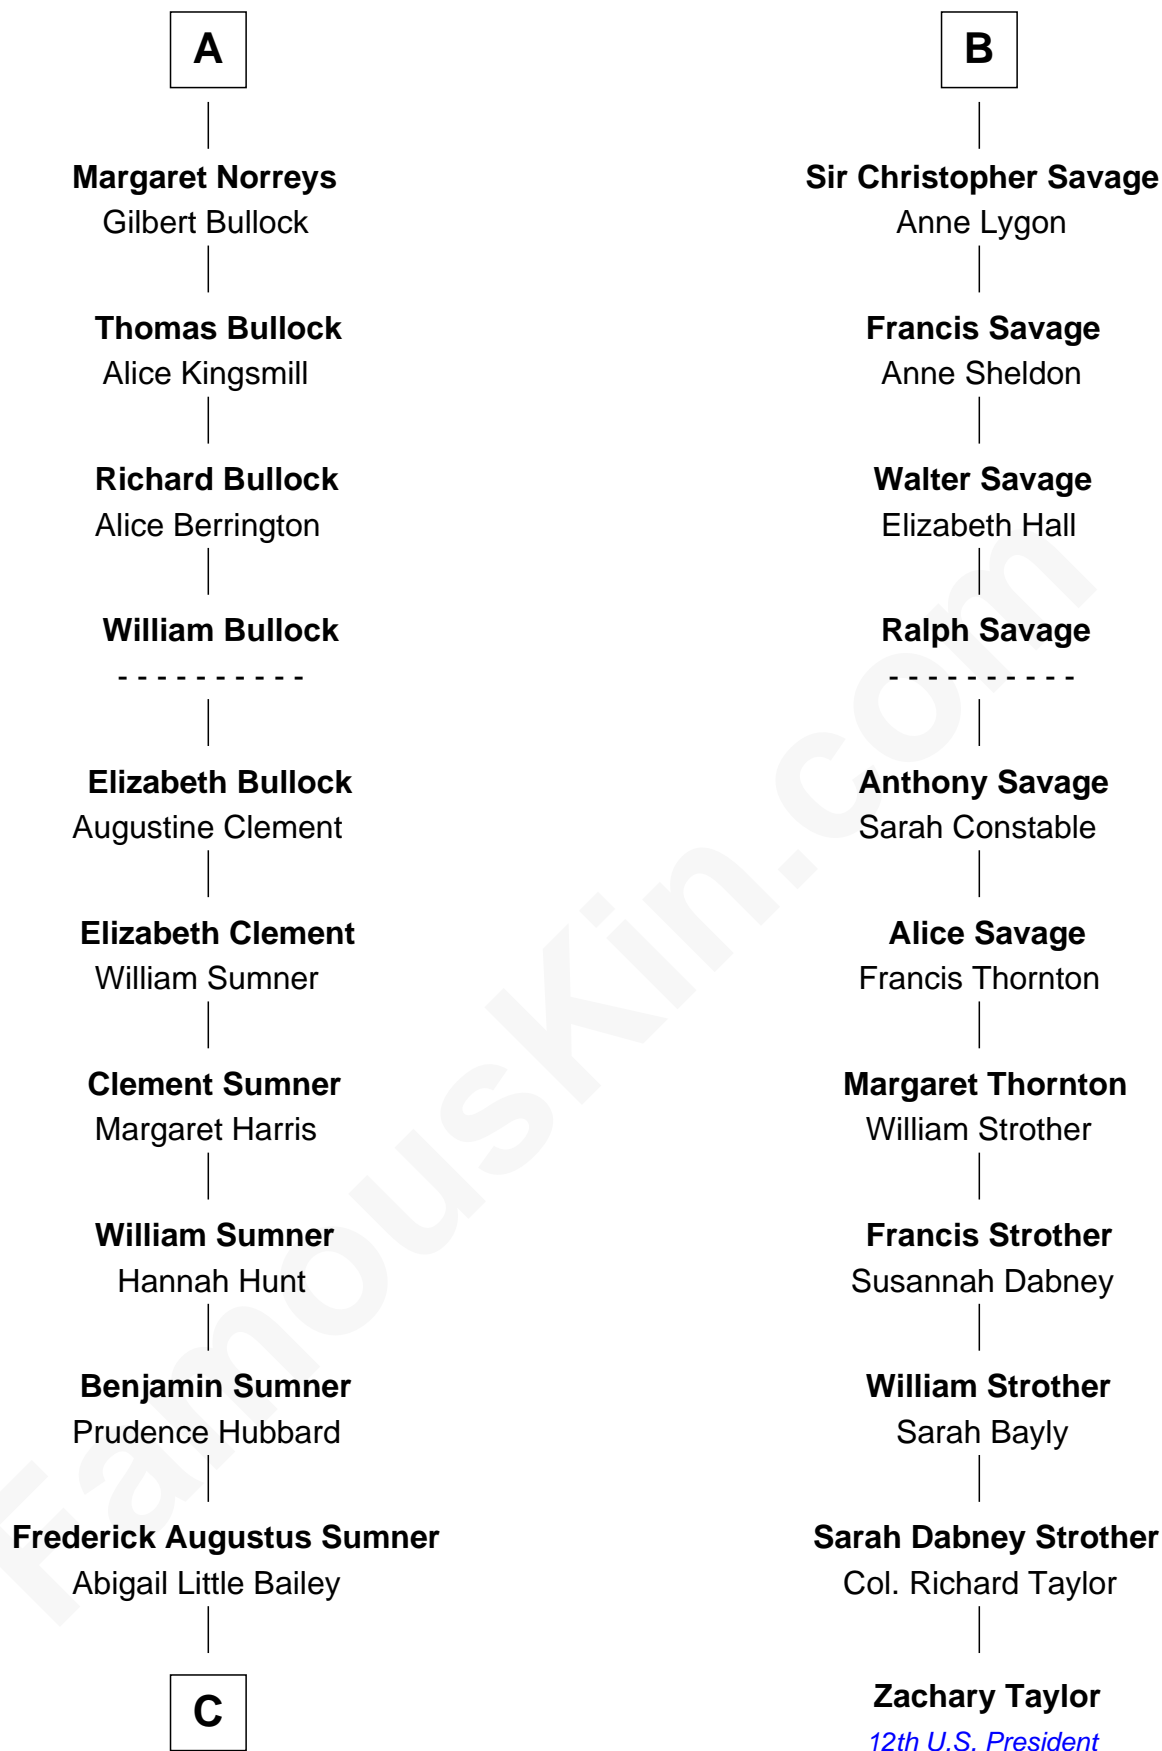 A
Margaret Norreys
Gilbert Bullock
Thomas Bullock
Alice Kingsmill
Richard Bullock
Alice Berrington
William Bullock
- - - - - - - - - -
Elizabeth Bullock
Augustine Clement
Elizabeth Clement
William Sumner
Clement Sumner
Margaret Harris
William Sumner
Hannah Hunt
Benjamin Sumner
Prudence Hubbard
Frederick Augustus Sumner
Abigail Little Bailey
C
B
Sir Christopher Savage
Anne Lygon
Francis Savage
Anne Sheldon
Walter Savage
Elizabeth Hall
Ralph Savage
- - - - - - - - - -
Anthony Savage
Sarah Constable
Alice Savage
Francis Thornton
Margaret Thornton
William Strother
Francis Strother
Susannah Dabney
William Strother
Sarah Bayly
Sarah Dabney Strother
Col. Richard Taylor
Zachary Taylor
12th U.S. President
FamousKin.com